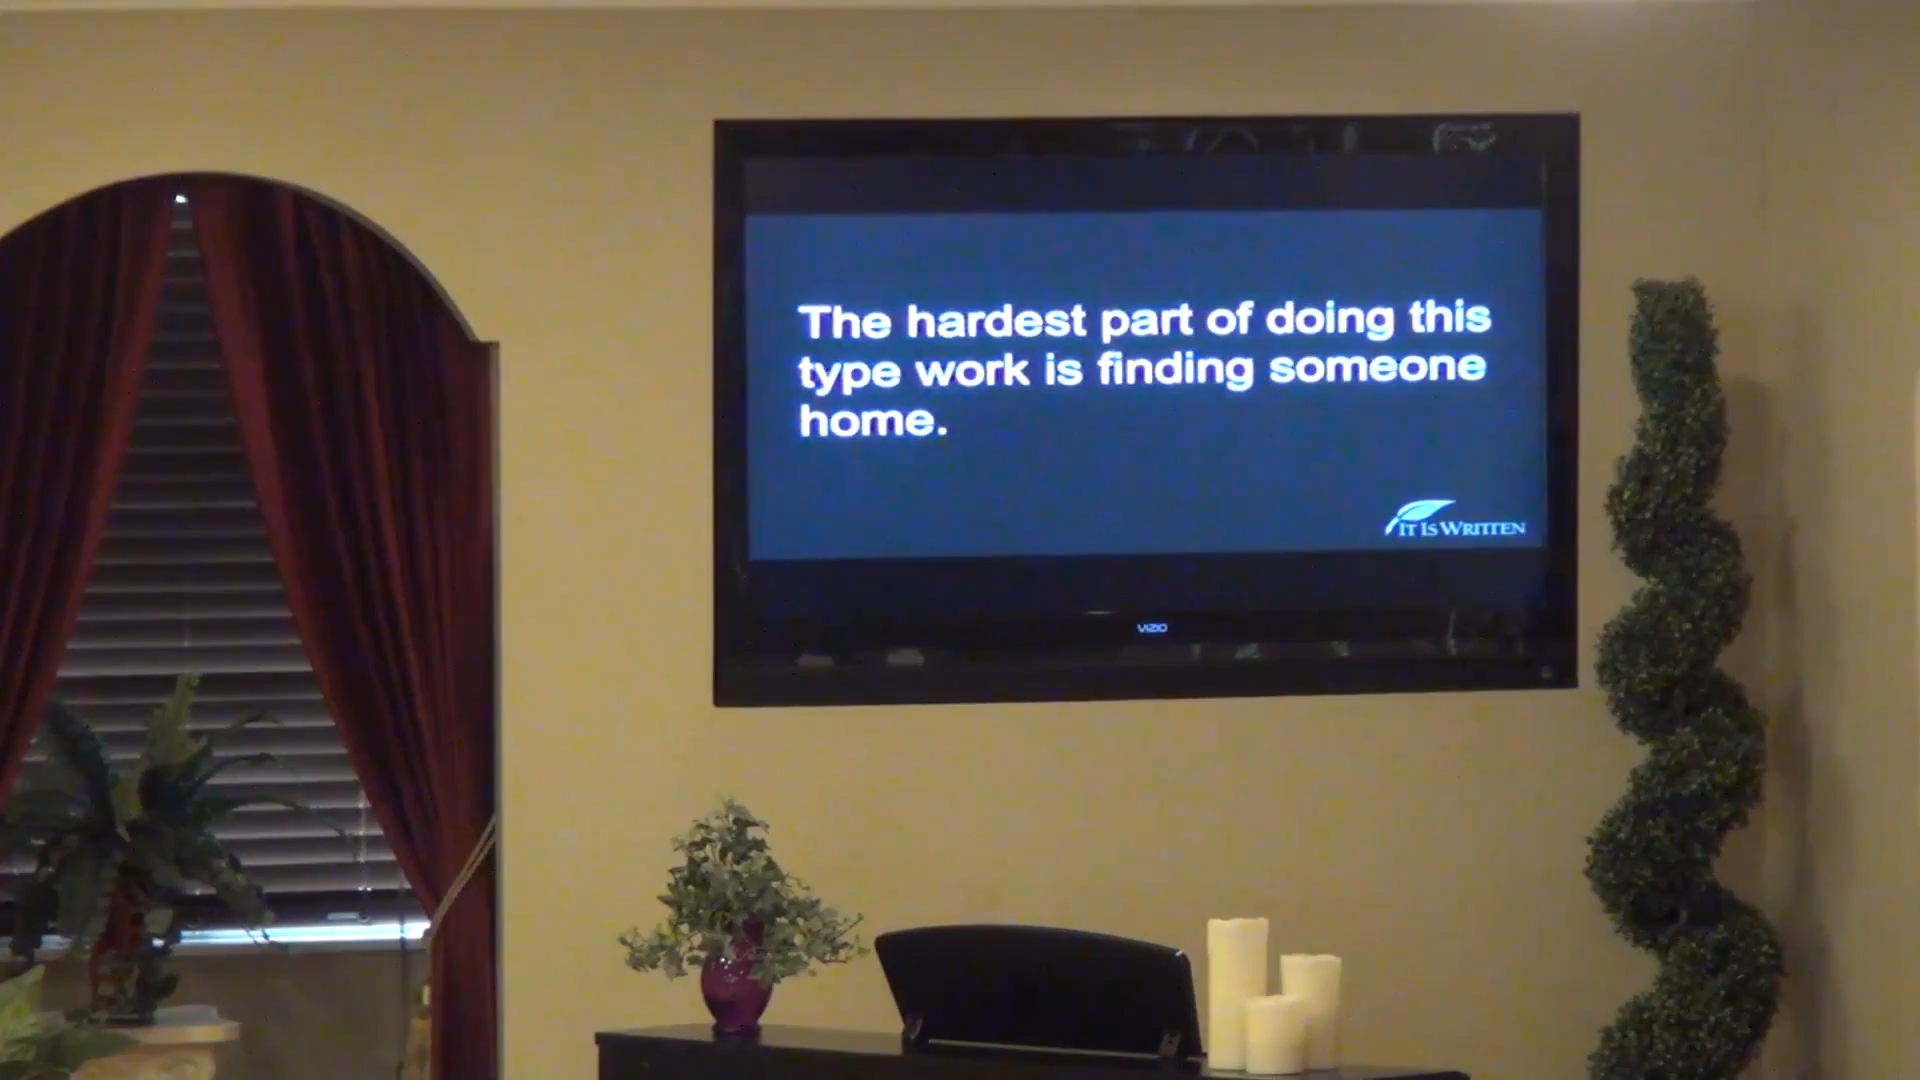 The hardest part of doing this
type work is finding someone
home.
IT IS WRITTEN
VIZIO